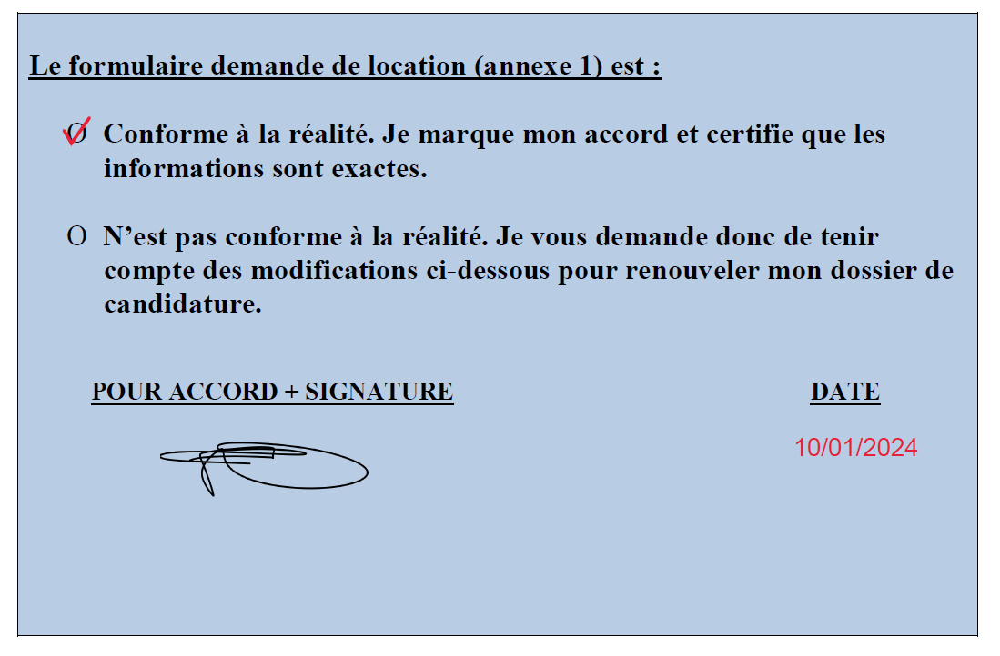 Le formulaire demande de location (annexe 1) est :
O Conforme à la réalité. Je marque mon accord et certifie que les
informations sont exactes.
O N’est pas conforme à la réalité. Je vous demande donc de tenir
compte des modifications ci-dessous pour renouveler mon dossier de
candidature.
POUR ACCORD + SIGNATURE DATE
10/01/2024